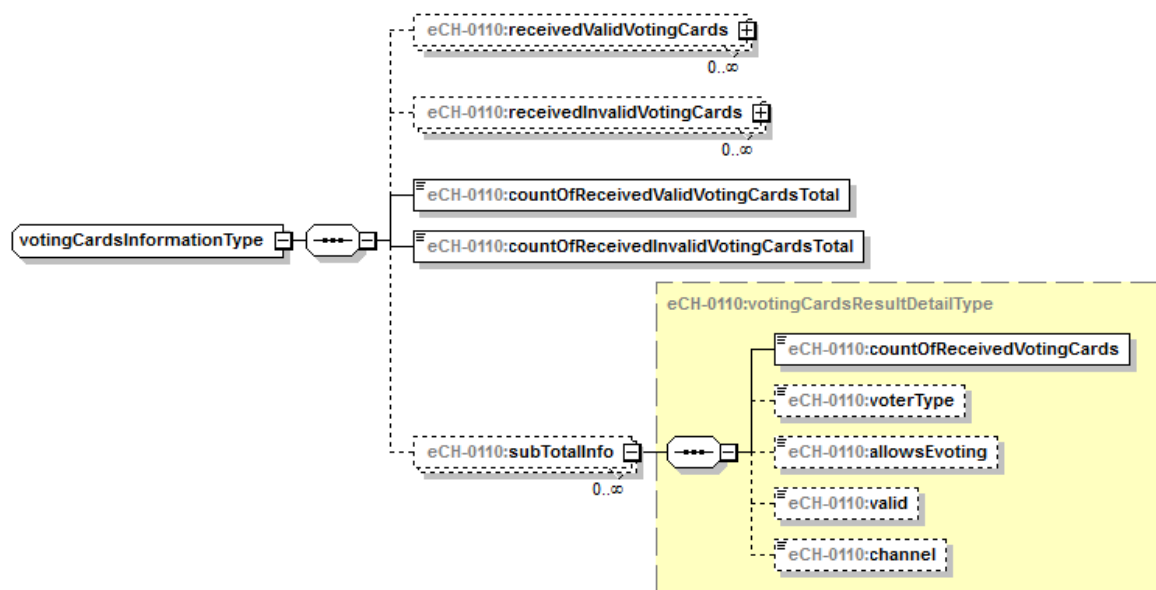 eCH-0110:receivedValidVotingCards
0..∞
eCH-0110:receivedInvalidVotingCards
0..∞
eCH-0110:countOfReceivedValidVotingCardsTotal
votingCardsInformationType
eCH-0110:countOfReceivedInvalidVotingCardsTotal
eCH-0110:votingCardsResultDetailType
eCH-0110:countOfReceivedVotingCards
eCH-0110:voterType
eCH-0110:subTotalInfo
0..∞
eCH-0110:allowsEvoting
eCH-0110:valid
eCH-0110:channel